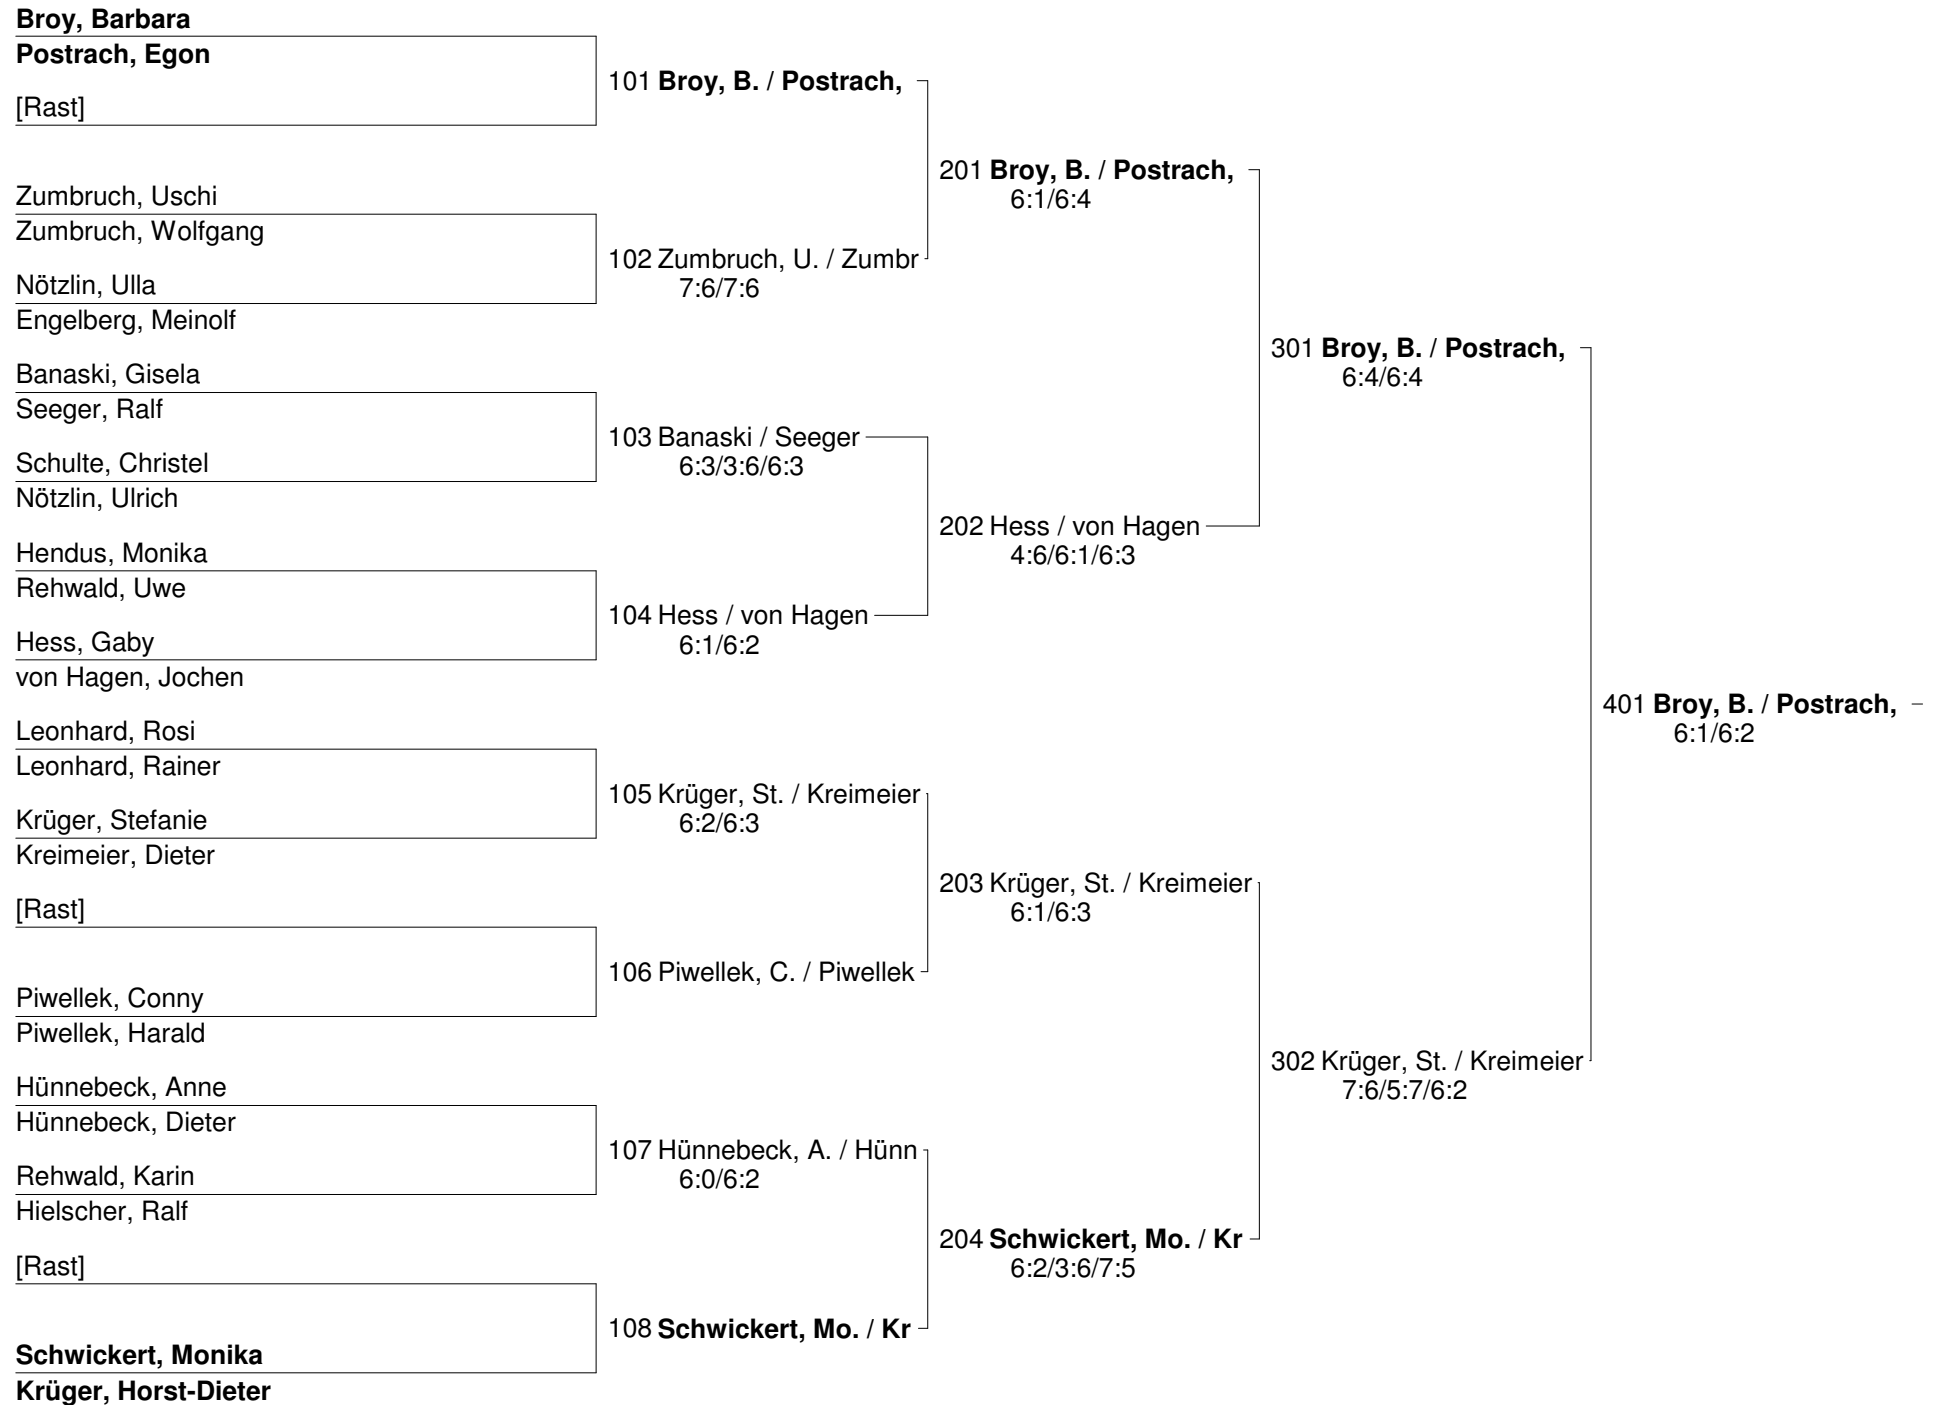 Broy, Barbara
Postrach, Egon
[Rast]
Zumbruch, Uschi
Zumbruch, Wolfgang
Nötzlin, Ulla
Engelberg, Meinolf
Banaski, Gisela
Seeger, Ralf
Schulte, Christel
Nötzlin, Ulrich
Hendus, Monika
Rehwald, Uwe
Hess, Gaby
von Hagen, Jochen
Leonhard, Rosi
Leonhard, Rainer
Krüger, Stefanie
Kreimeier, Dieter
[Rast]
Piwellek, Conny
Piwellek, Harald
Hünnebeck, Anne
Hünnebeck, Dieter
Rehwald, Karin
Hielscher, Ralf
[Rast]
Schwickert, Monika
Krüger, Horst-Dieter
101 Broy, B. / Postrach,
102 Zumbruch, U. / Zumbr
7:6/7:6
103 Banaski / Seeger
6:3/3:6/6:3
104 Hess / von Hagen
6:1/6:2
105 Krüger, St. / Kreimeier
6:2/6:3
106 Piwellek, C. / Piwellek
107 Hünnebeck, A. / Hünn
6:0/6:2
108 Schwickert, Mo. / Kr
201 Broy, B. / Postrach,
6:1/6:4
202 Hess / von Hagen
4:6/6:1/6:3
203 Krüger, St. / Kreimeier
6:1/6:3
204 Schwickert, Mo. / Kr
6:2/3:6/7:5
301 Broy, B. / Postrach,
6:4/6:4
302 Krüger, St. / Kreimeier
7:6/5:7/6:2
401 Broy, B. / Postrach,
6:1/6:2